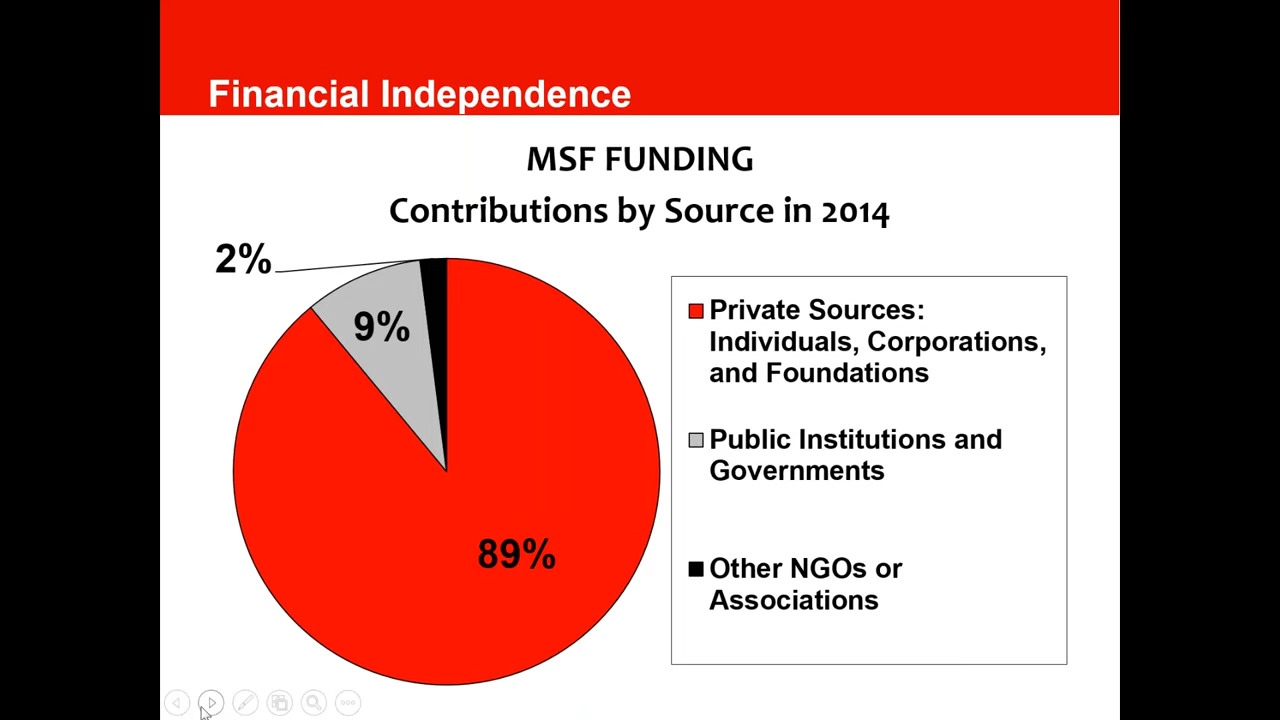 Financial Independence
MSF FUNDING
Contributions by Source in 2014
2%
9%
89%
Private Sources:
Individuals, Corporations,
and Foundations
Public Institutions and
Governments
Other NGOs or
Associations